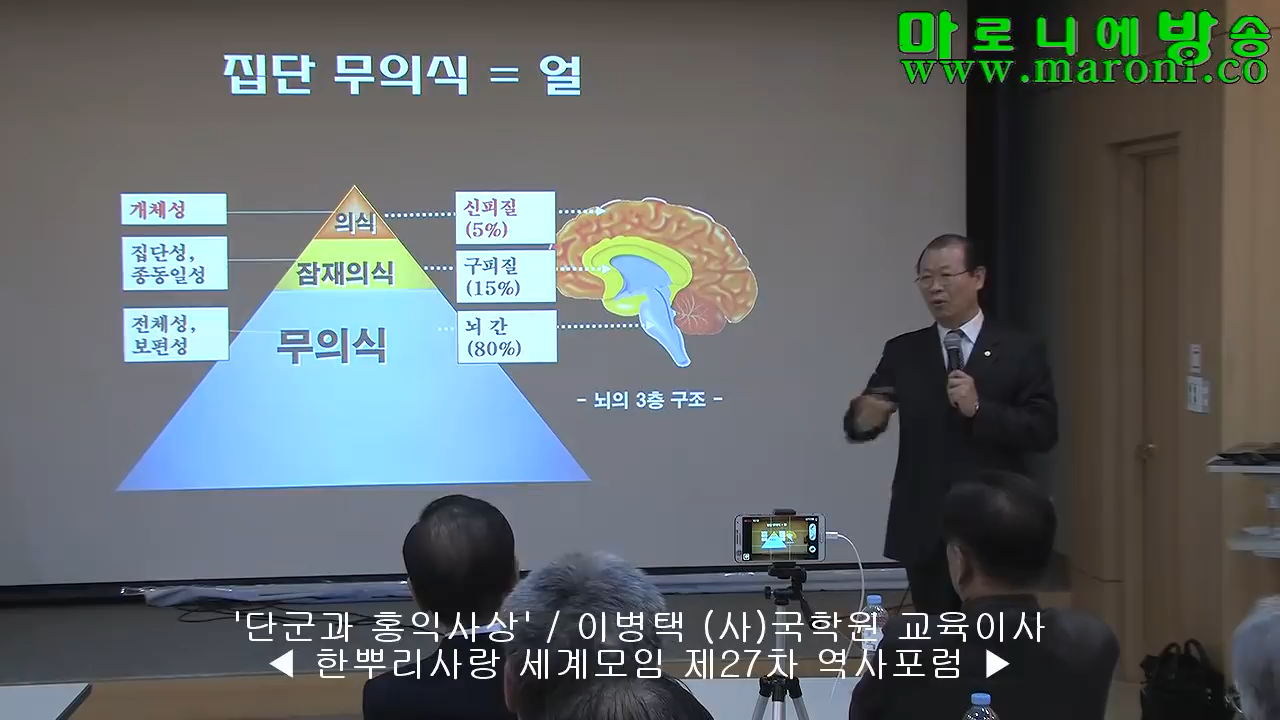 마로니에방송
www.maroni.co
집단 무의식 = 얼
개체성
의식
신피질
(5%)
집단성,
종동일성
잠재의식
구피질
(15%)
전체성,
보편성
무의식
뇌 간
(80%)
- 뇌의 3층 구조 -
'단군과 홍익사상' / 이병택 (사)국학원 교육이사
◀ 한뿌리사랑 세계모임 제27차 역사포럼 ▶